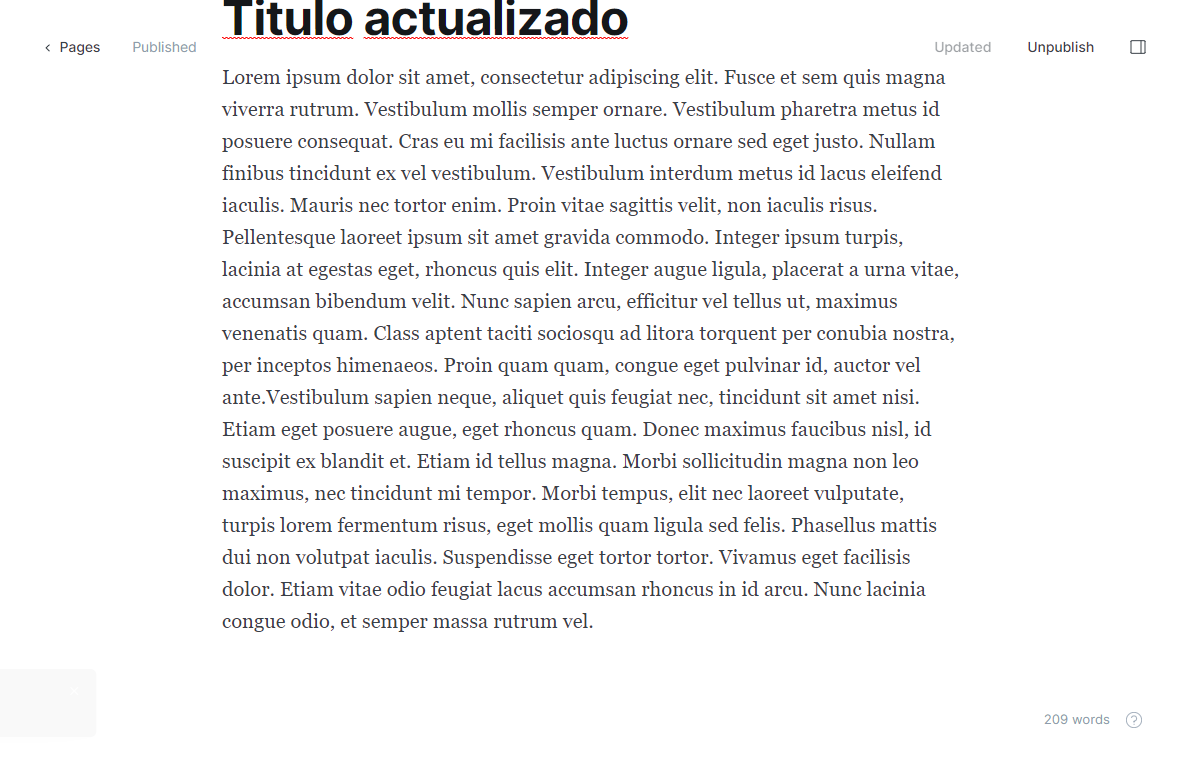 Titulo actualizado
Pages
Published
Updated
Unpublish
Lorem ipsum dolor sit amet, consectetur adipiscing elit. Fusce et sem quis magna
viverra rutrum. Vestibulum mollis semper ornare. Vestibulum pharetra metus id
posuere consequat. Cras eu mi facilisis ante luctus ornare sed eget justo. Nullam
finibus tincidunt ex vel vestibulum. Vestibulum interdum metus id lacus eleifend
iaculis. Mauris nec tortor enim. Proin vitae sagittis velit, non iaculis risus.
Pellentesque laoreet ipsum sit amet gravida commodo. Integer ipsum turpis,
lacinia at egestas eget, rhoncus quis elit. Integer augue ligula, placerat a urna vitae,
accumsan bibendum velit. Nunc sapien arcu, efficitur vel tellus ut, maximus
venenatis quam. Class aptent taciti sociosqu ad litora torquent per conubia nostra,
per inceptos himenaeos. Proin quam quam, congue eget pulvinar id, auctor vel
ante.Vestibulum sapien neque, aliquet quis feugiat nec, tincidunt sit amet nisi.
Etiam eget posuere augue, eget rhoncus quam. Donec maximus faucibus nisl, id
suscipit ex blandit et. Etiam id tellus magna. Morbi sollicitudin magna non leo
maximus, nec tincidunt mi tempor. Morbi tempus, elit nec laoreet vulputate,
turpis lorem fermentum risus, eget mollis quam ligula sed felis. Phasellus mattis
dui non volutpat iaculis. Suspendisse eget tortor tortor. Vivamus eget facilisis
dolor. Etiam vitae odio feugiat lacus accumsan rhoncus in id arcu. Nunc lacinia
congue odio, et semper massa rutrum vel.
209 words
?